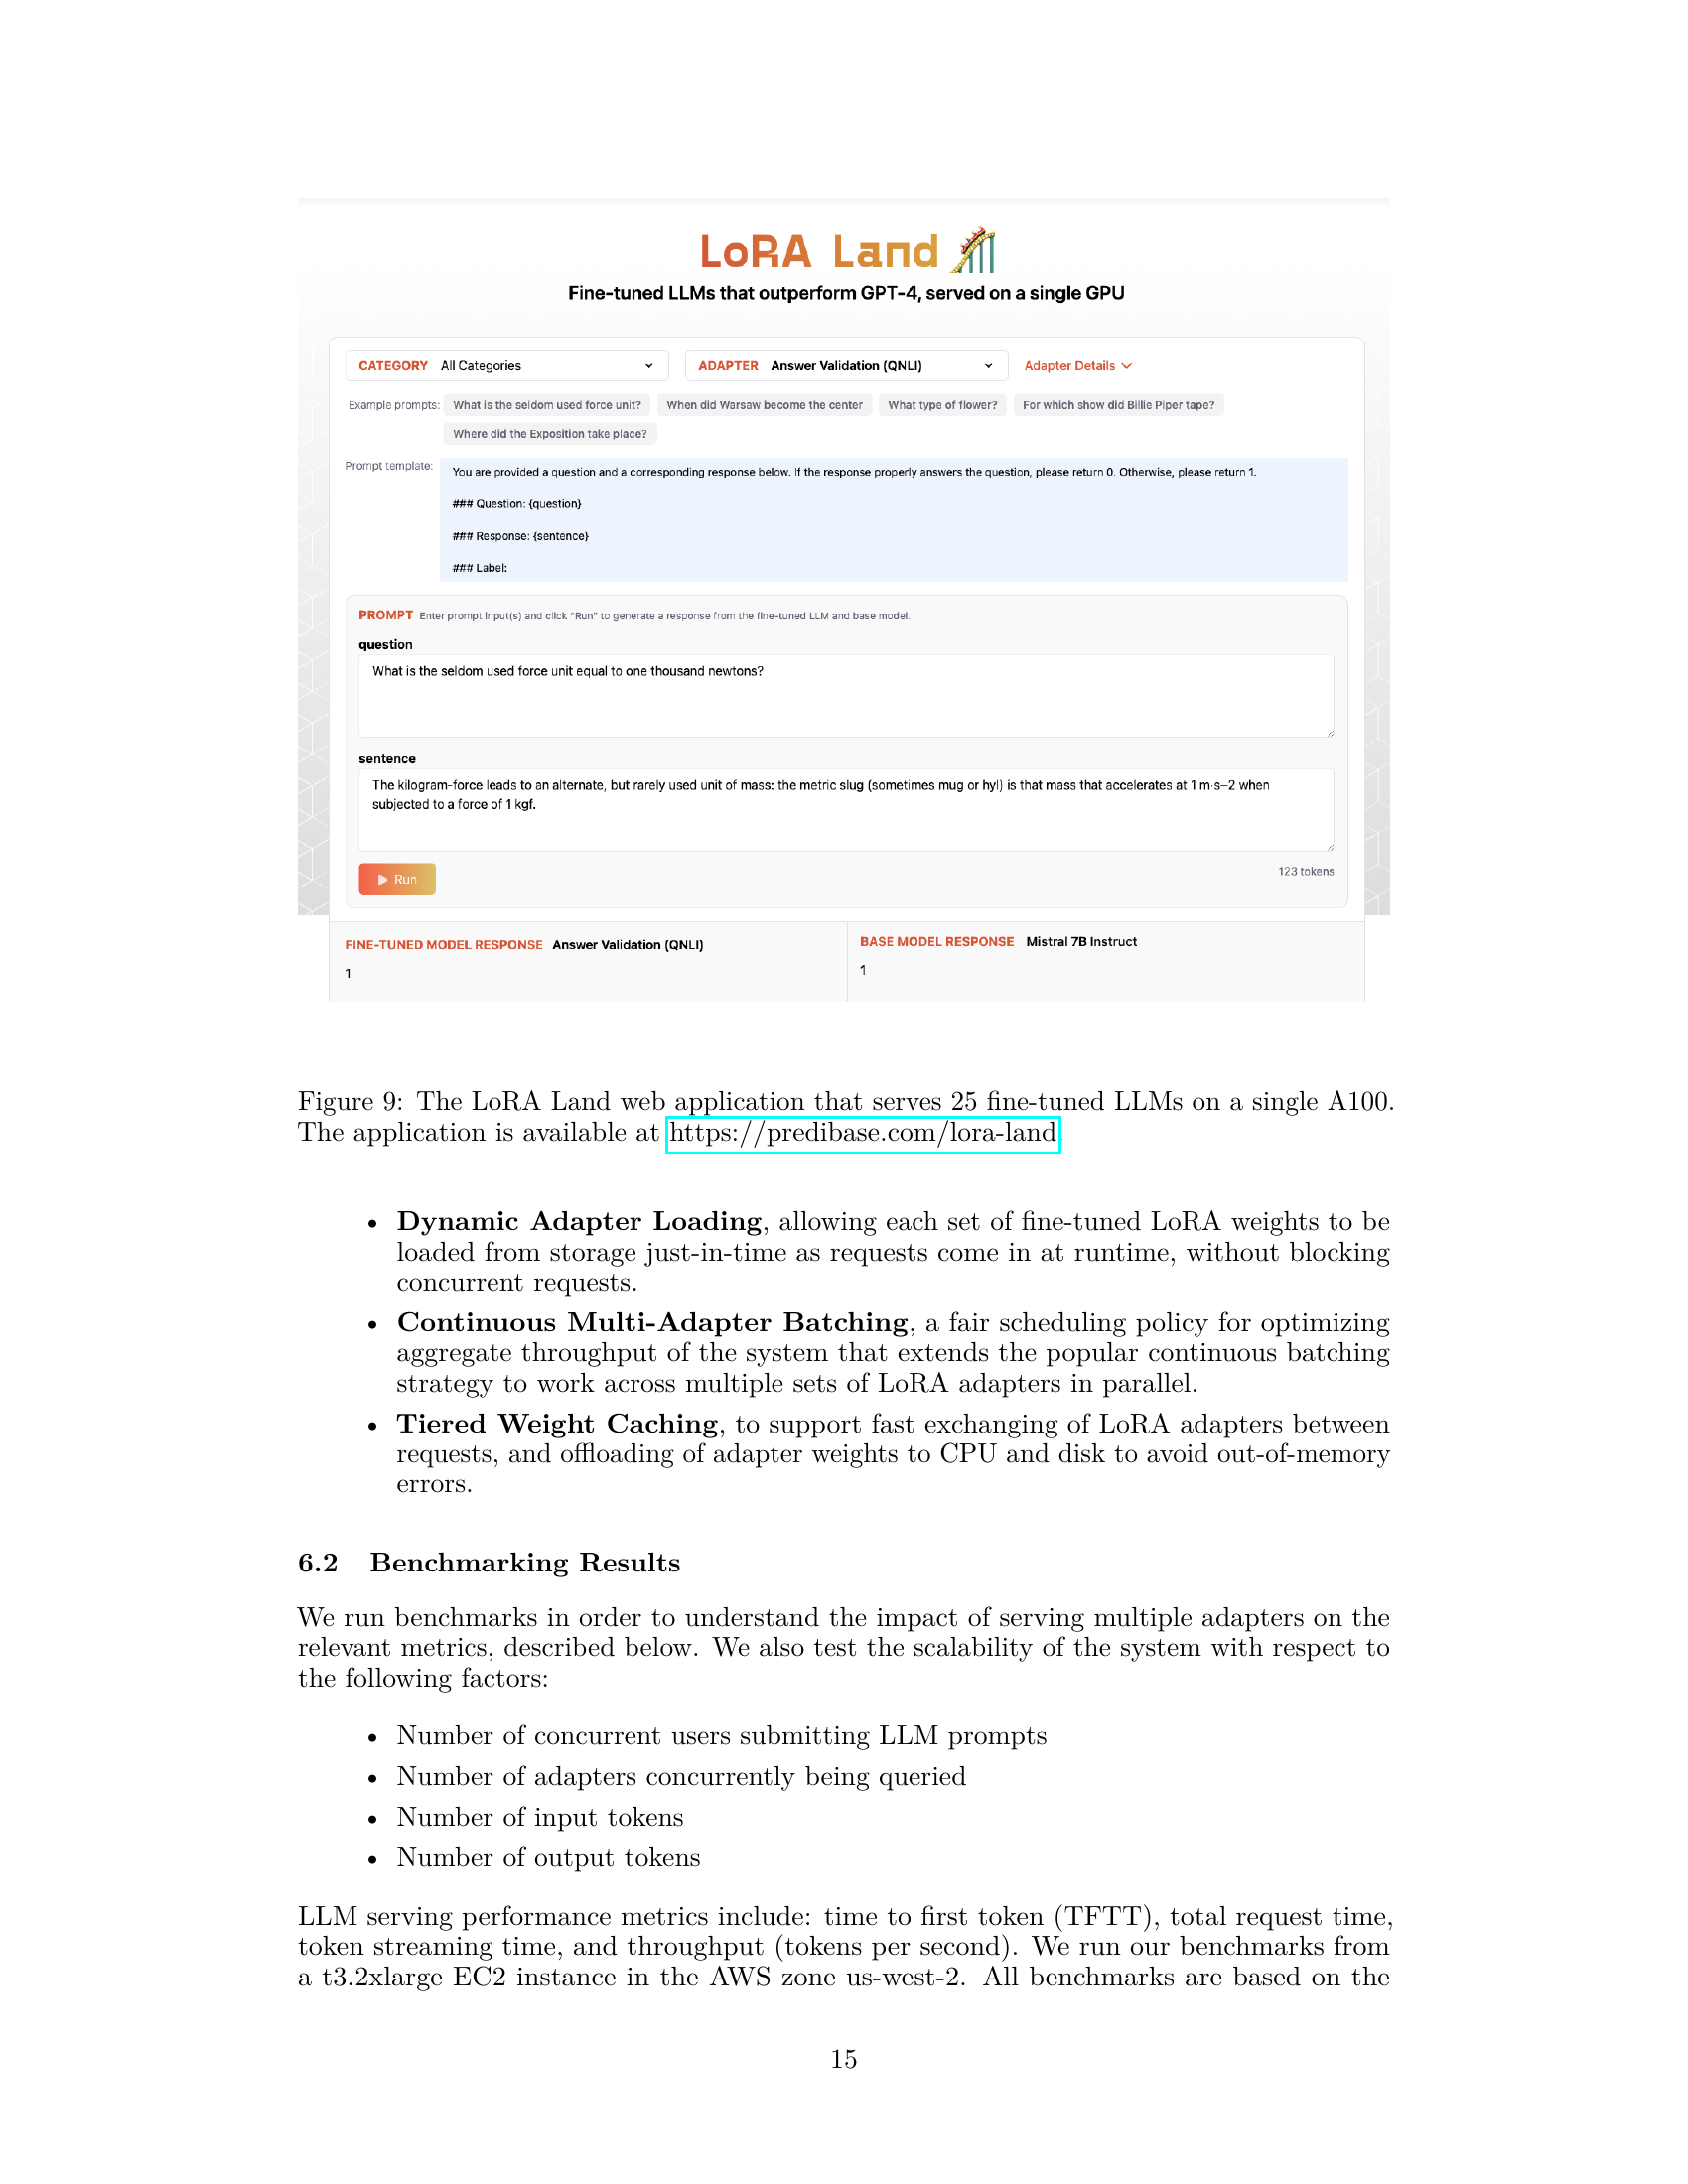 LoRA Land
Fine-tuned LLMs that outperform GPT-4, served on a single GPU
CATEGORY All Categories ADAPTER Answer Validation (QNLI) Adapter Details
Example prompts: What is the seldom used force unit? When did Warsaw become the center What type of flower? For which show did Billie Piper tape?
Where did the Exposition take place?
Prompt template: You are provided a question and a corresponding response below. If the response properly answers the question, please return 0. Otherwise, please return 1.
### Question: {question}
### Response: {sentence}
### Label:
PROMPT Enter prompt input(s) and click "Run" to generate a response from the fine-tuned LLM and base model.
question
What is the seldom used force unit equal to one thousand newtons?
sentence
The kilogram-force leads to an alternate, but rarely used unit of mass: the metric slug (sometimes mug or hyl) is that mass that accelerates at 1 m·s−2 when
subjected to a force of 1 kgf.
Run 123 tokens
FINE-TUNED MODEL RESPONSE Answer Validation (QNLI) BASE MODEL RESPONSE Mistral 7B Instruct
1 1
Figure 9: The LoRA Land web application that serves 25 fine-tuned LLMs on a single A100.
The application is available at https://predibase.com/lora-land.
• Dynamic Adapter Loading, allowing each set of fine-tuned LoRA weights to be
loaded from storage just-in-time as requests come in at runtime, without blocking
concurrent requests.
• Continuous Multi-Adapter Batching, a fair scheduling policy for optimizing
aggregate throughput of the system that extends the popular continuous batching
strategy to work across multiple sets of LoRA adapters in parallel.
• Tiered Weight Caching, to support fast exchanging of LoRA adapters between
requests, and offloading of adapter weights to CPU and disk to avoid out-of-memory
errors.
6.2 Benchmarking Results
We run benchmarks in order to understand the impact of serving multiple adapters on the
relevant metrics, described below. We also test the scalability of the system with respect to
the following factors:
• Number of concurrent users submitting LLM prompts
• Number of adapters concurrently being queried
• Number of input tokens
• Number of output tokens
LLM serving performance metrics include: time to first token (TFTT), total request time,
token streaming time, and throughput (tokens per second). We run our benchmarks from
a t3.2xlarge EC2 instance in the AWS zone us-west-2. All benchmarks are based on the
15